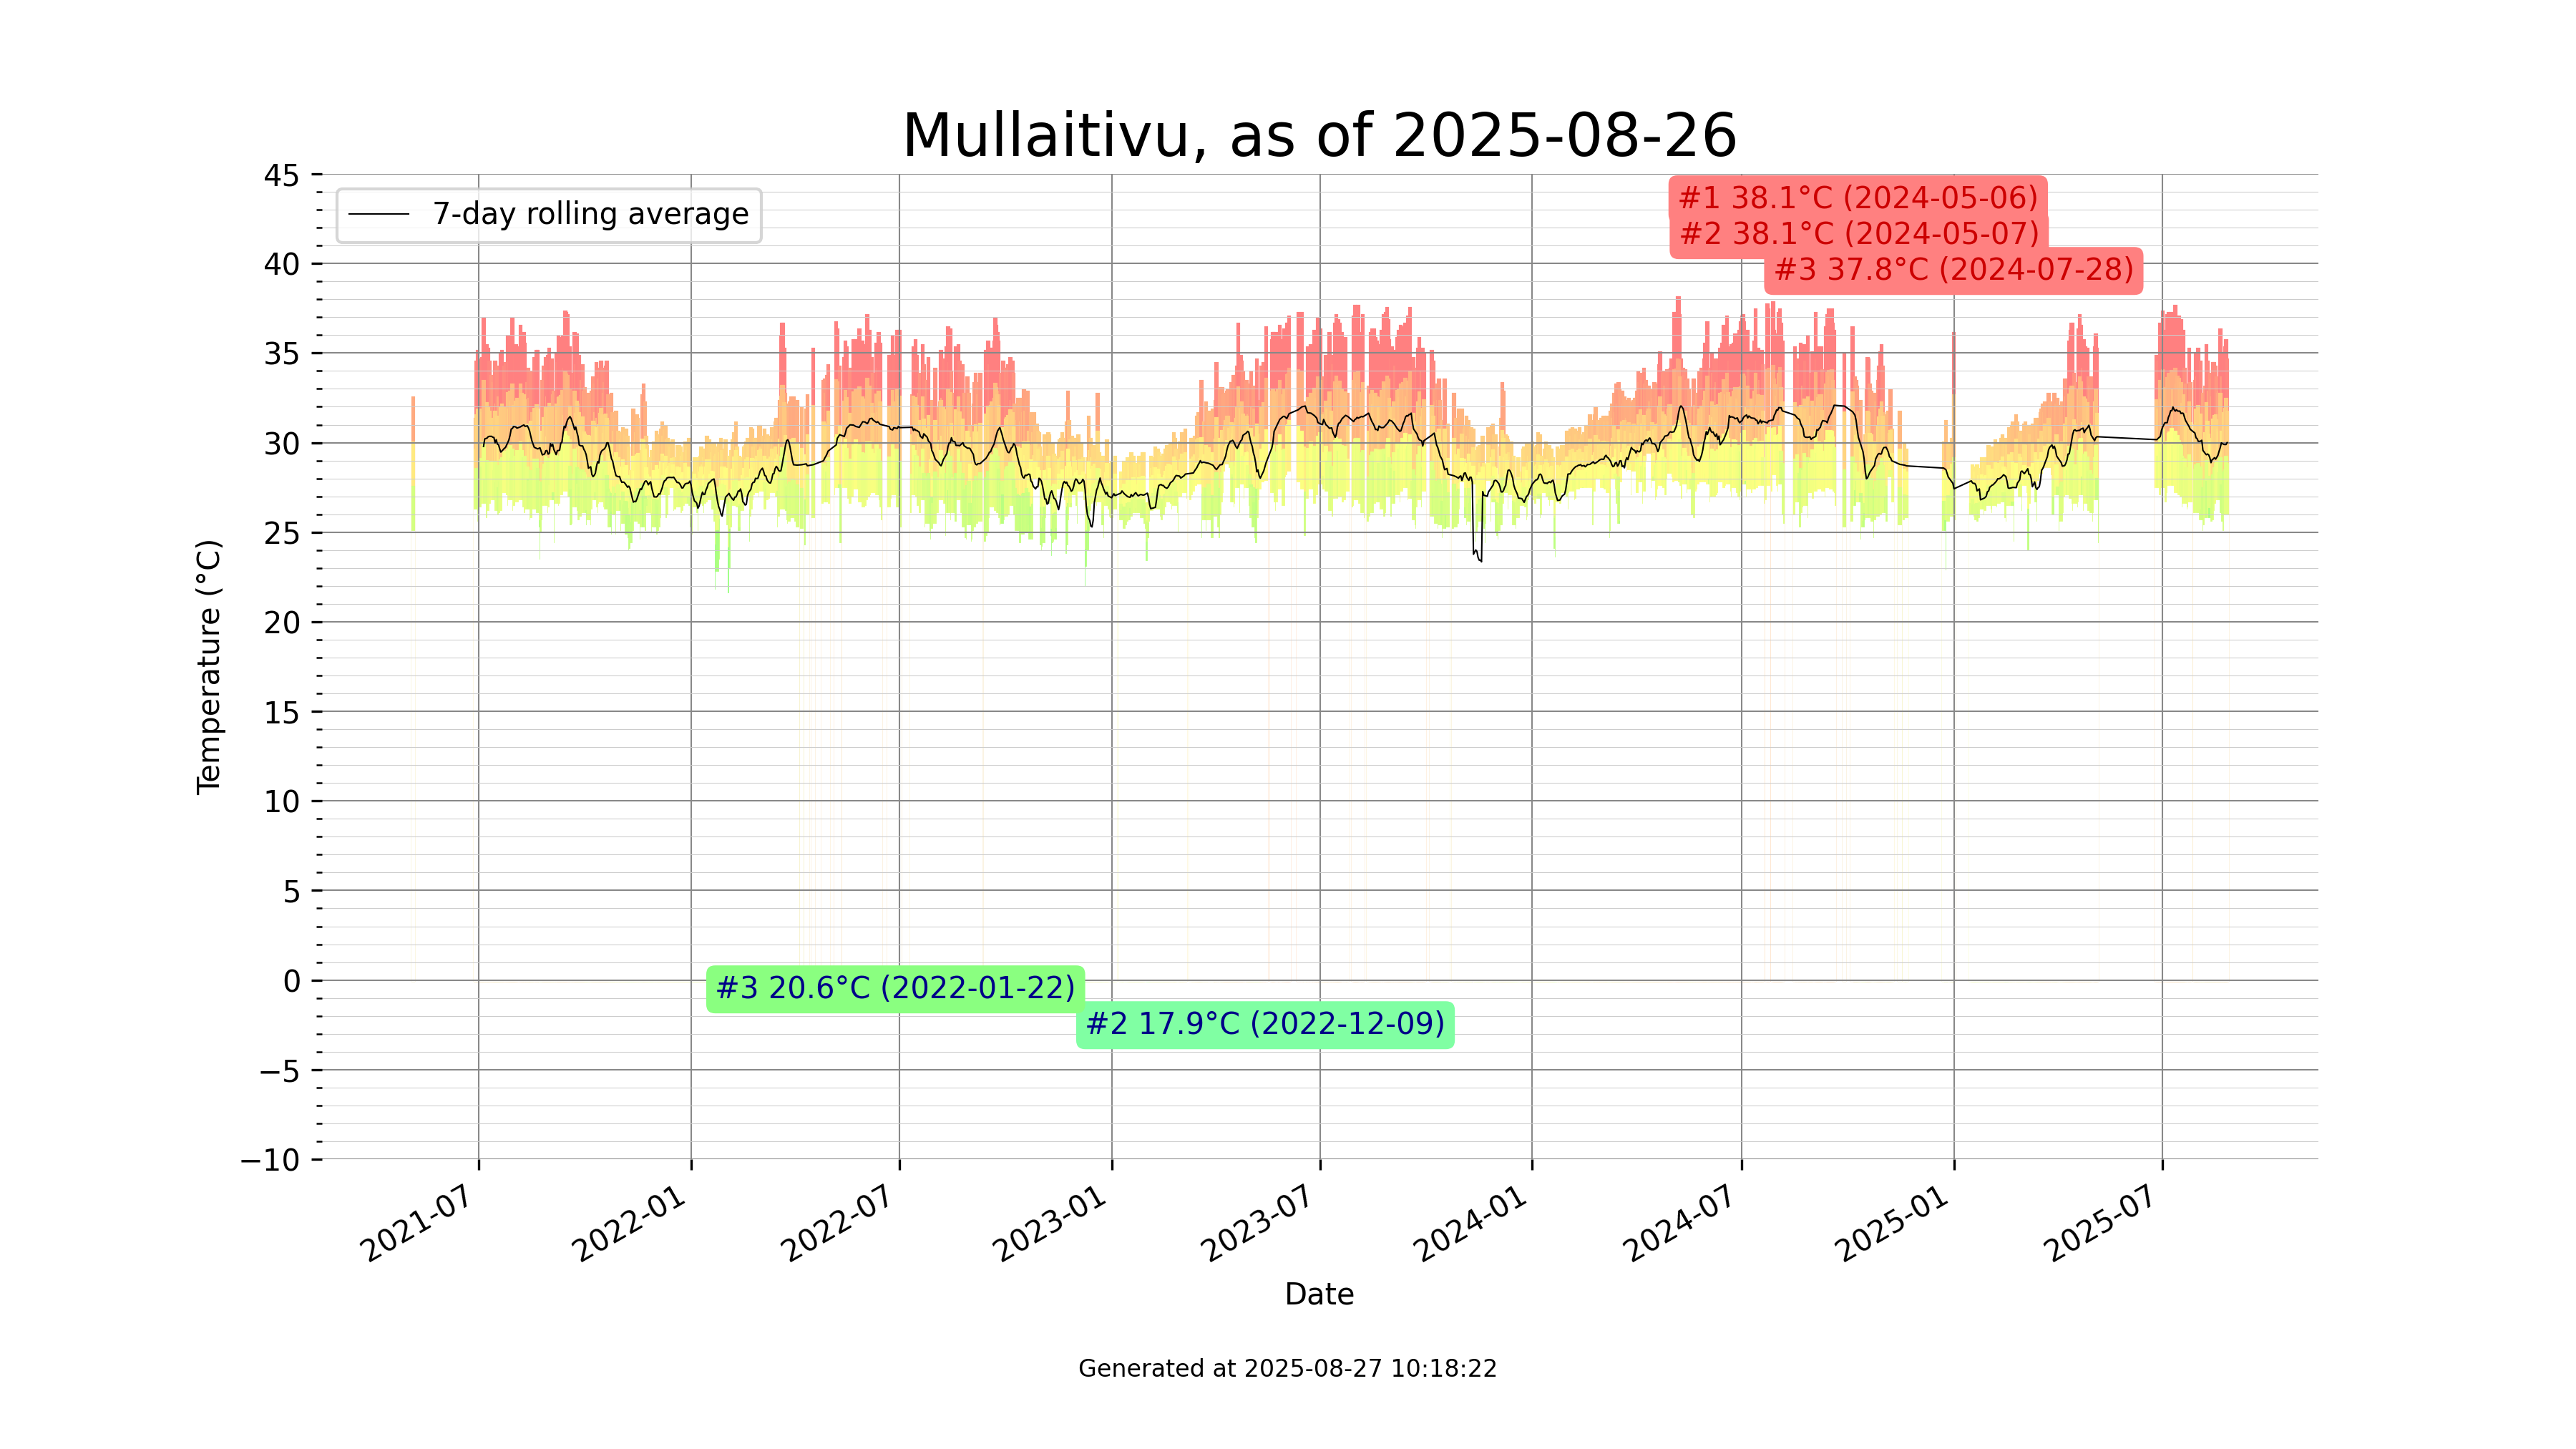 Mullaitivu, as of 2025-08-26
7-day rolling average
#1 38.1°C (2024-05-06)
#2 38.1°C (2024-05-07)
#3 37.8°C (2024-07-28)
45
40
35
30
25
20
15
10
5
0
−5
−10
Temperature (°C)
#3 20.6°C (2022-01-22)
#2 17.9°C (2022-12-09)
2021-07
2022-01
2022-07
2023-01
2023-07
2024-01
2024-07
2025-01
2025-07
Date
Generated at 2025-08-27 10:18:22